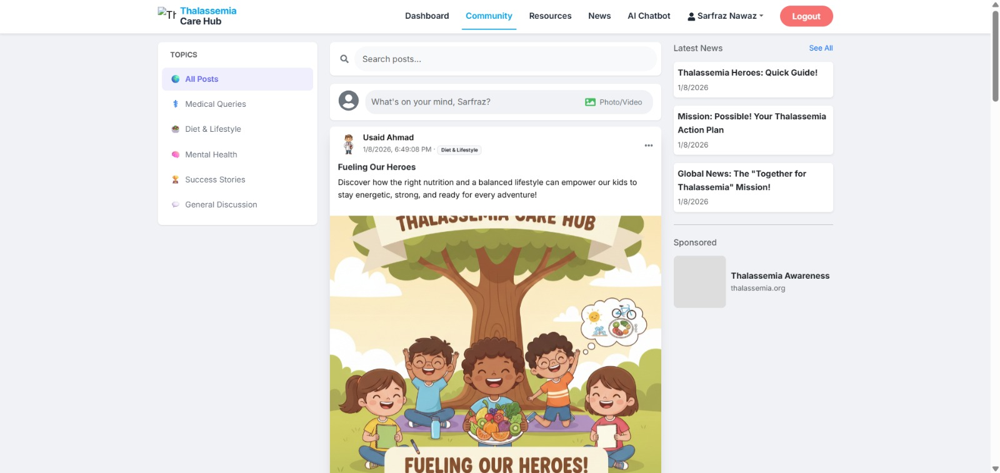 Th
Thalassemia
Care Hub
Dashboard
Community
Resources
News
AI Chatbot
Sarfraz Nawaz
Logout
TOPICS
All Posts
Medical Queries
Diet & Lifestyle
Mental Health
Success Stories
General Discussion
Search posts...
What's on your mind, Sarfraz?
Photo/Video
Usaid Ahmad
1/8/2026, 6:49:08 PM · Diet & Lifestyle
Fueling Our Heroes
Discover how the right nutrition and a balanced lifestyle can empower our kids to
stay energetic, strong, and ready for every adventure!
THALASSEMIA CARE HUB
FUELING OUR HEROES!
Latest News
See All
Thalassemia Heroes: Quick Guide!
1/8/2026
Mission: Possible! Your Thalassemia
Action Plan
1/8/2026
Global News: The "Together for
Thalassemia" Mission!
1/8/2026
Sponsored
Thalassemia Awareness
thalassemia.org